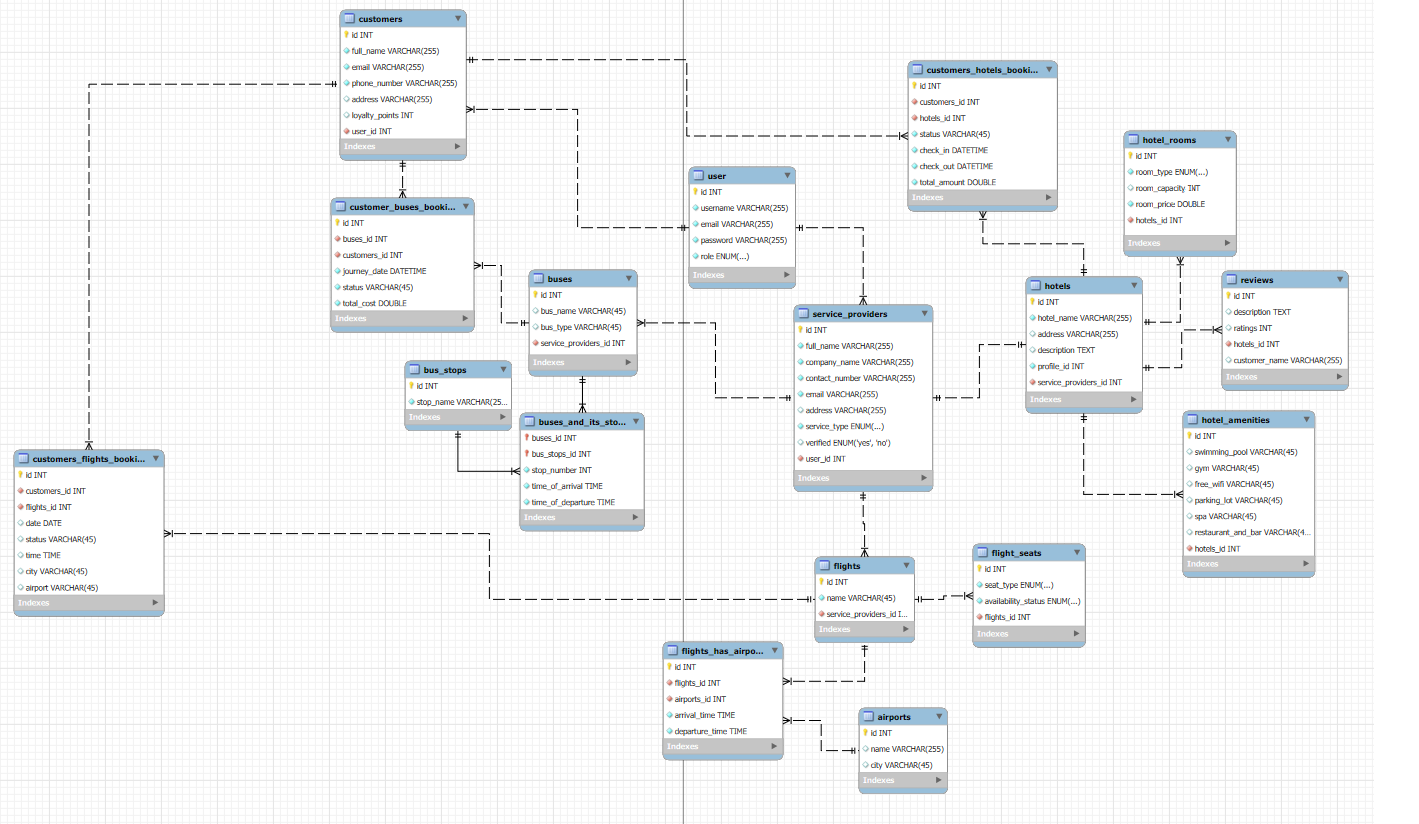 customers
id INT
full_name VARCHAR(255)
email VARCHAR(255)
phone_number VARCHAR(255)
address VARCHAR(255)
loyalty_points INT
user_id INT
Indexes
customer_buses_booki...
id INT
buses_id INT
customers_id INT
journey_date DATETIME
status VARCHAR(45)
total_cost DOUBLE
Indexes
buses
id INT
bus_name VARCHAR(45)
bus_type VARCHAR(45)
service_providers_id INT
Indexes
bus_stops
id INT
stop_name VARCHAR(25...
Indexes
buses_and_its_sto...
buses_id INT
bus_stops_id INT
stop_number INT
time_of_arrival TIME
time_of_departure TIME
Indexes
customers_flights_booki...
id INT
customers_id INT
flights_id INT
date DATE
status VARCHAR(45)
time TIME
city VARCHAR(45)
airport VARCHAR(45)
Indexes
user
id INT
username VARCHAR(255)
email VARCHAR(255)
password VARCHAR(255)
role ENUM(...)
Indexes
customers_hotels_booki...
id INT
customers_id INT
hotels_id INT
status VARCHAR(45)
check_in DATETIME
check_out DATETIME
total_amount DOUBLE
Indexes
hotel_rooms
id INT
room_type ENUM(...)
room_capacity INT
room_price DOUBLE
hotels_id INT
Indexes
service_providers
id INT
full_name VARCHAR(255)
company_name VARCHAR(255)
contact_number VARCHAR(255)
email VARCHAR(255)
address VARCHAR(255)
service_type ENUM(...)
verified ENUM('yes', 'no')
user_id INT
Indexes
hotels
id INT
hotel_name VARCHAR(255)
address VARCHAR(255)
description TEXT
profile_id INT
service_providers_id INT
Indexes
reviews
id INT
description TEXT
ratings INT
hotels_id INT
customer_name VARCHAR(255)
Indexes
hotel_amenities
id INT
swimming_pool VARCHAR(45)
gym VARCHAR(45)
free_wifi VARCHAR(45)
parking_lot VARCHAR(45)
spa VARCHAR(45)
restaurant_and_bar VARCHAR(4...
hotels_id INT
Indexes
flights
id INT
name VARCHAR(45)
service_providers_id I...
Indexes
flight_seats
id INT
seat_type ENUM(...)
availability_status ENUM(...)
flights_id INT
Indexes
flights_has_airpo...
id INT
flights_id INT
airports_id INT
arrival_time TIME
departure_time TIME
Indexes
airports
id INT
name VARCHAR(255)
city VARCHAR(45)
Indexes